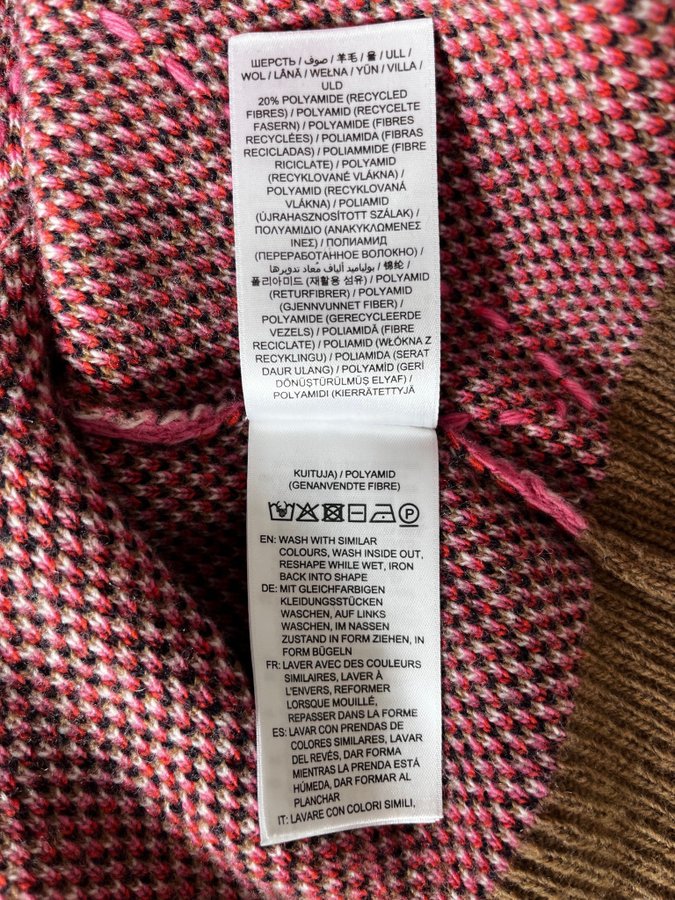 ШЕРСТЬ / صوف / 羊毛 / 울 / ULL /
WOL / LÂNĂ / WEŁNA / YÜN / VILLA /
ULD
20% POLYAMIDE (RECYCLED
FIBRES) / POLYAMID (RECYCELTE
FASERN) / POLYAMIDE (FIBRES
RECYCLÉES) / POLIAMIDA (FIBRAS
RECICLADAS) / POLIAMMIDE (FIBRE
RICICLATE) / POLYAMID
(RECYKLOVANÉ VLÁKNA) /
POLYAMID (RECYKLOVANÁ
VLÁKNA) / POLIAMID
(ÚJRAHASZNOSÍTOTT SZÁLAK) /
ΠΟΛΥΑΜΙΔΙΟ (ΑΝΑΚΥΚΛΩΜΕΝΕΣ
ΙΝΕΣ) / ПОЛИАМИД
(ПЕРЕРАБОТАННОЕ ВОЛОКНО) /
بولياميد ألياف مُعاد تدويرها / 锦纶 /
폴리아미드 (재활용 섬유) / POLYAMID
(RETURFIBRER) / POLYAMID
(GJENNVUNNET FIBER) /
POLYAMIDE (GERECYCLEERDE
VEZELS) / POLIAMIDĂ (FIBRE
RECICLATE) / POLIAMID (WŁÓKNA Z
RECYKLINGU) / POLIAMIDA (SERAT
DAUR ULANG) / POLYAMİD (GERİ
DÖNÜŞTÜRÜLMÜŞ ELYAF) /
POLYAMIDI (KIERRÄTETTYJÄ
KUITUJA) / POLYAMID
(GENANVENDTE FIBRE)
EN: WASH WITH SIMILAR
COLOURS, WASH INSIDE OUT,
RESHAPE WHILE WET, IRON
BACK INTO SHAPE
DE: MIT GLEICHFARBIGEN
KLEIDUNGSSTÜCKEN
WASCHEN, AUF LINKS
WASCHEN, IM NASSEN
ZUSTAND IN FORM ZIEHEN, IN
FORM BÜGELN
FR: LAVER AVEC DES COULEURS
SIMILAIRES, LAVER À
L'ENVERS, REFORMER
LORSQUE MOUILLÉ,
REPASSER DANS LA FORME
ES: LAVAR CON PRENDAS DE
COLORES SIMILARES, LAVAR
DEL REVÉS, DAR FORMA
MIENTRAS LA PRENDA ESTÁ
HÚMEDA, DAR FORMAR AL
PLANCHAR
IT: LAVARE CON COLORI SIMILI,